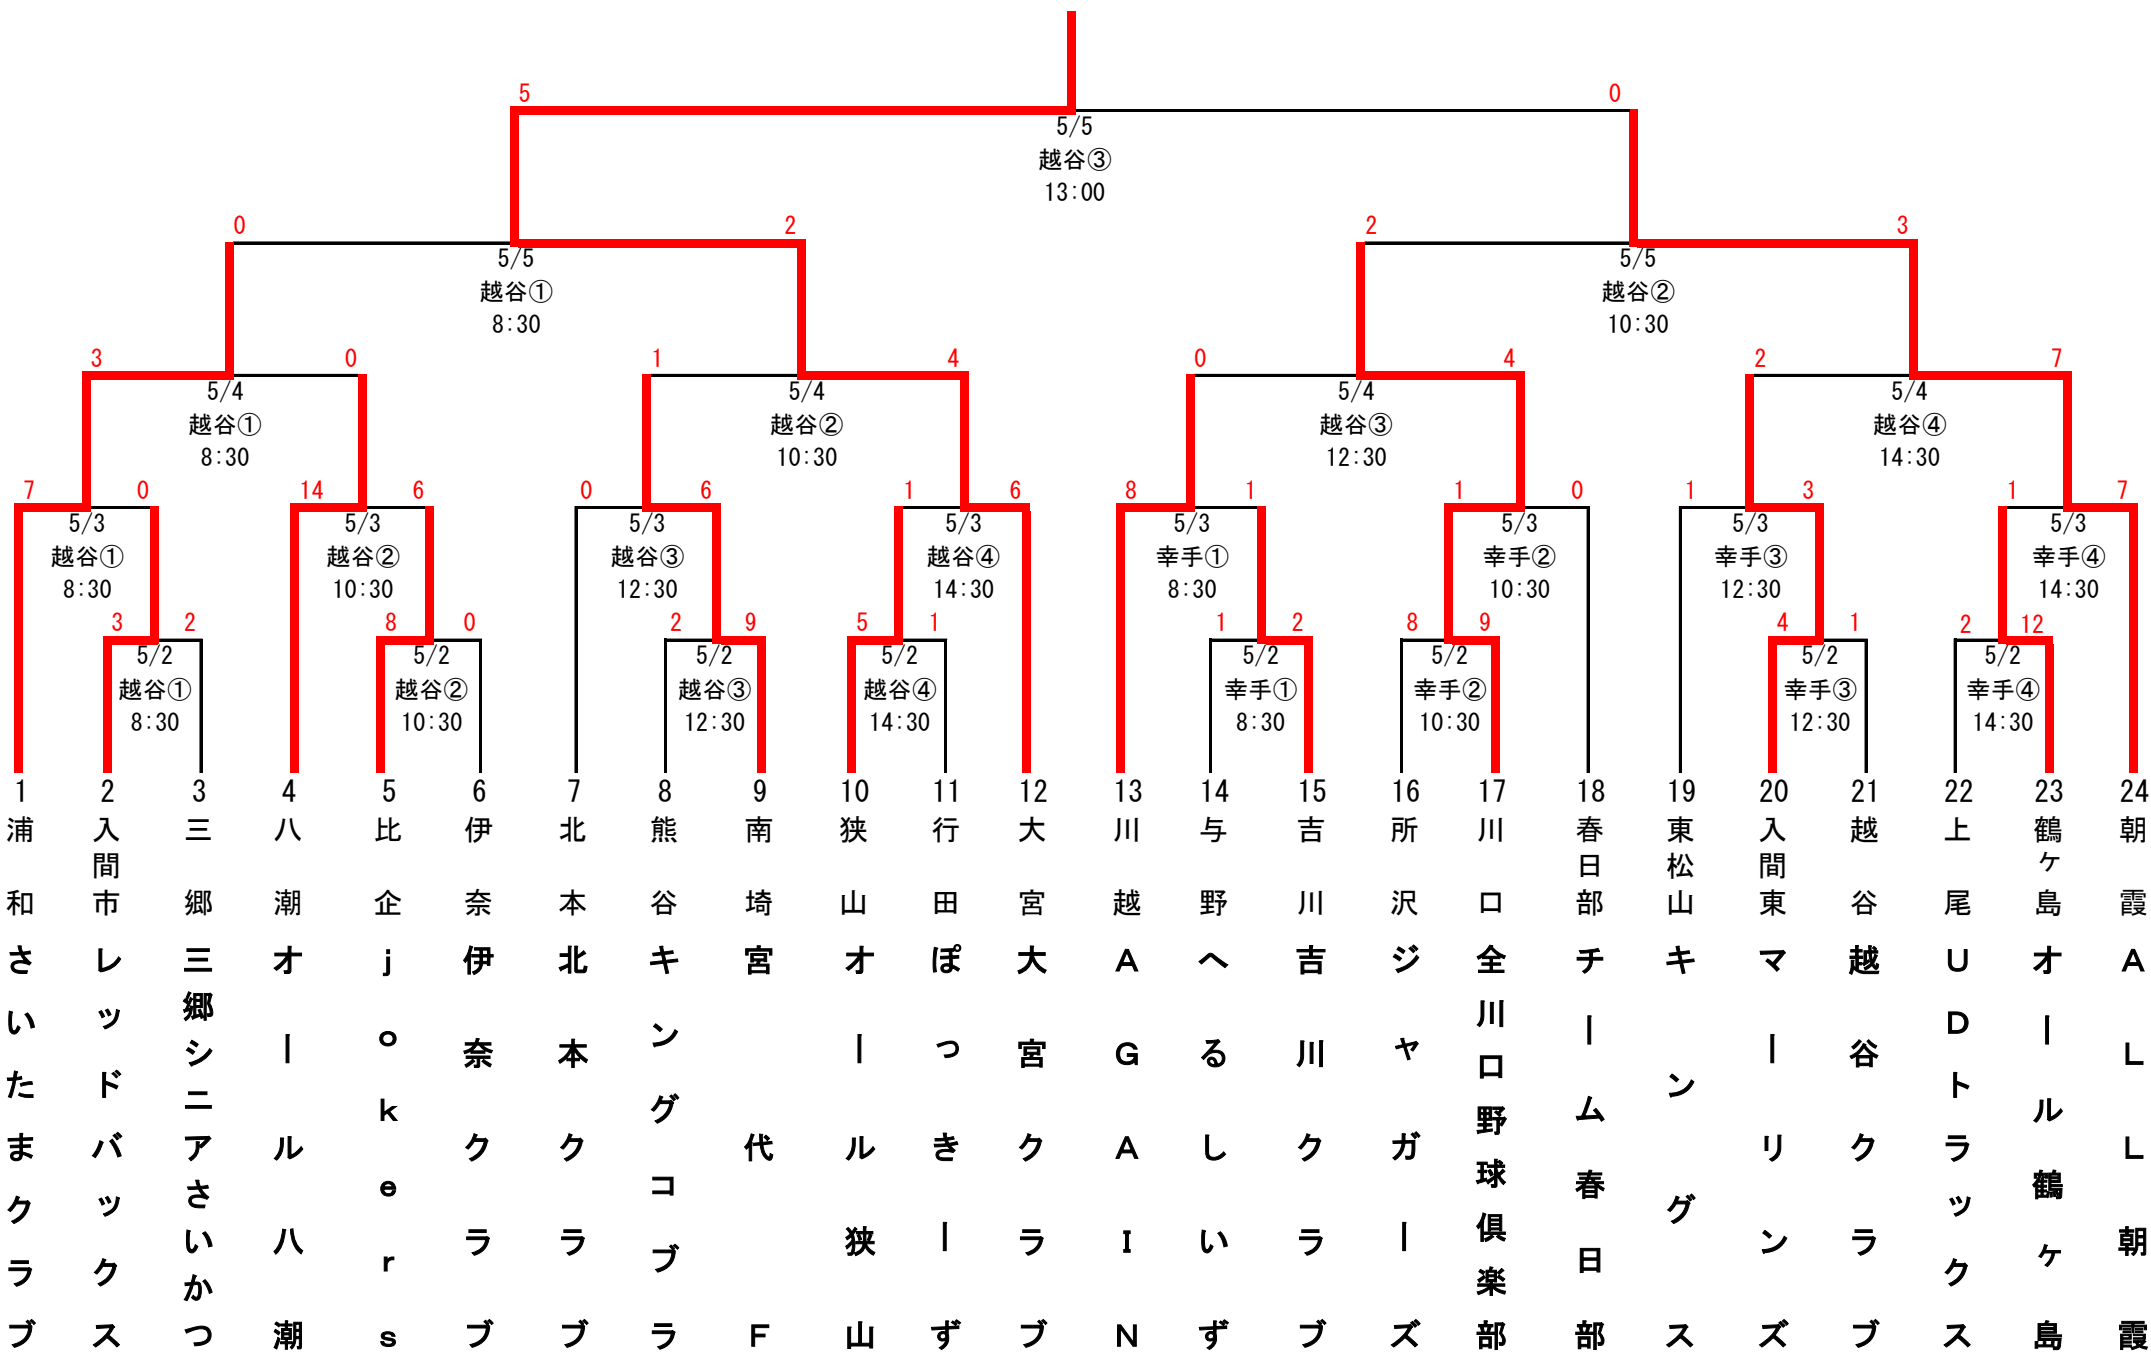 5 0
5/5
越谷③
13:00
0 2 2 3
5/5 5/5
越谷① 越谷②
8:30 10:30
3 0 1 4 0 4 2 7
5/4 5/4 5/4 5/4
越谷① 越谷② 越谷③ 越谷④
8:30 10:30 12:30 14:30
7 0 14 6 0 6 1 6 8 1 1 0 1 3 1 7
5/3 5/3 5/3 5/3 5/3 5/3 5/3 5/3
越谷① 越谷② 越谷③ 越谷④ 幸手① 幸手② 幸手③ 幸手④
8:30 10:30 12:30 14:30 8:30 10:30 12:30 14:30
3 2 8 0 2 9 5 1 1 2 8 9 4 1 2 12
5/2 5/2 5/2 5/2 5/2 5/2 5/2 5/2
越谷① 越谷② 越谷③ 越谷④ 幸手① 幸手② 幸手③ 幸手④
8:30 10:30 12:30 14:30 8:30 10:30 12:30 14:30
1 2 3 4 5 6 7 8 9 10 11 12 13 14 15 16 17 18 19 20 21 22 23 24
浦和
さいたまクラブ
入間市
レッドバックス
三郷
三郷シニアさいかつ
八潮
オール八潮
比企
jokers
伊奈
伊奈クラブ
北本
北本クラブ
熊谷
キングコブラ
南埼
宮代F
狭山
オール狭山
行田
ぽっきーず
大宮
大宮クラブ
川越
AGAIN
与野
へるしいず
吉川
吉川クラブ
所沢
ジャガーズ
川口
全川口野球倶楽部
春日部
チーム春日部
東松山
キングス
入間東
マーリンズ
越谷
越谷クラブ
上尾
UDトラックス
鶴ヶ島
オール鶴ヶ島
朝霞
ALL朝霞